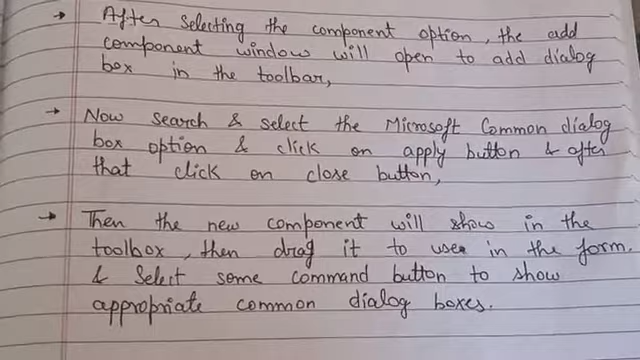 → After selecting the component option, the add
component window will open to add dialog
box in the toolbar,
→ Now search & select the Microsoft Common dialog
box option & click on apply button & after
that click on close button,
→ Then the new component will show in the
toolbox, then drag it to use in the form.
& Select some command button to show
appropriate common dialog boxes.